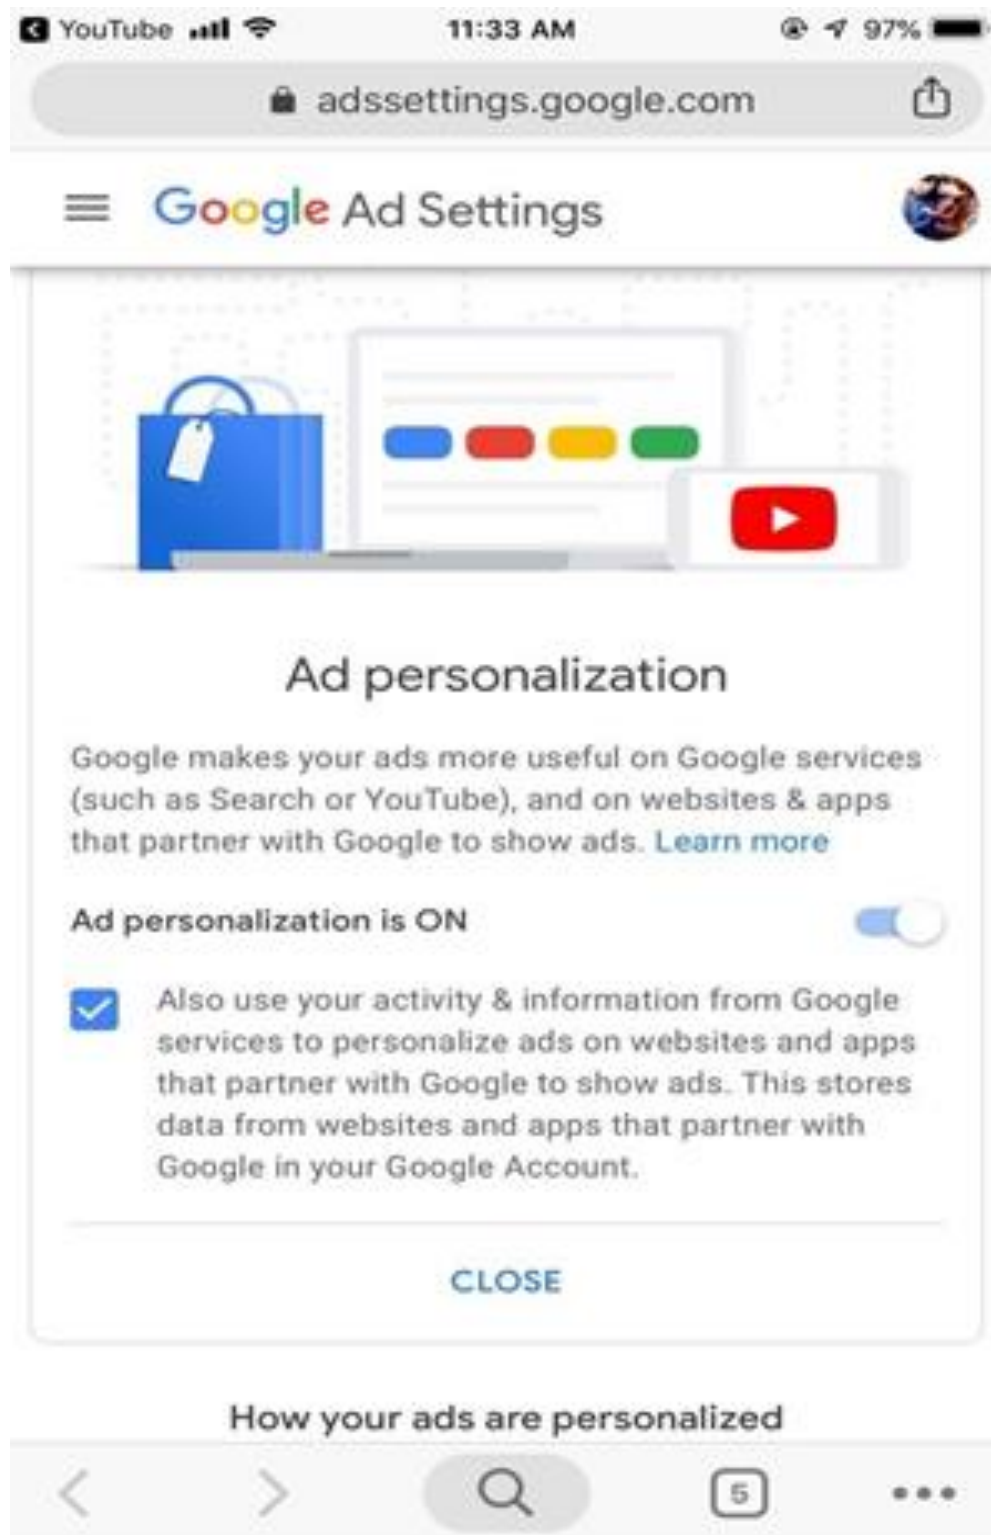 YouTube 11:33 AM 97%
adssettings.google.com
Google Ad Settings
Ad personalization
Google makes your ads more useful on Google services
(such as Search or YouTube), and on websites & apps
that partner with Google to show ads. Learn more
Ad personalization is ON
Also use your activity & information from Google
services to personalize ads on websites and apps
that partner with Google to show ads. This stores
data from websites and apps that partner with
Google in your Google Account.
CLOSE
How your ads are personalized
5